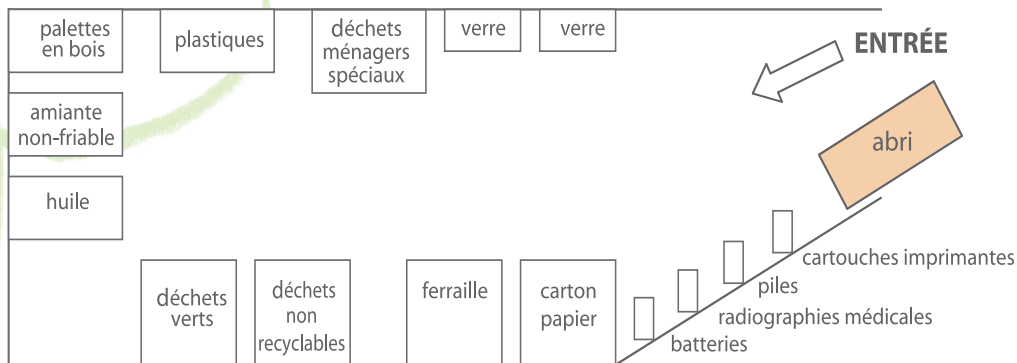 palettes
en bois
plastiques
déchets
ménagers
spéciaux
verre
verre
ENTRÉE
amiante
non-friable
abri
huile
cartouches imprimantes
piles
radiographies médicales
batteries
déchets
verts
déchets
non
recyclables
ferraille
carton
papier